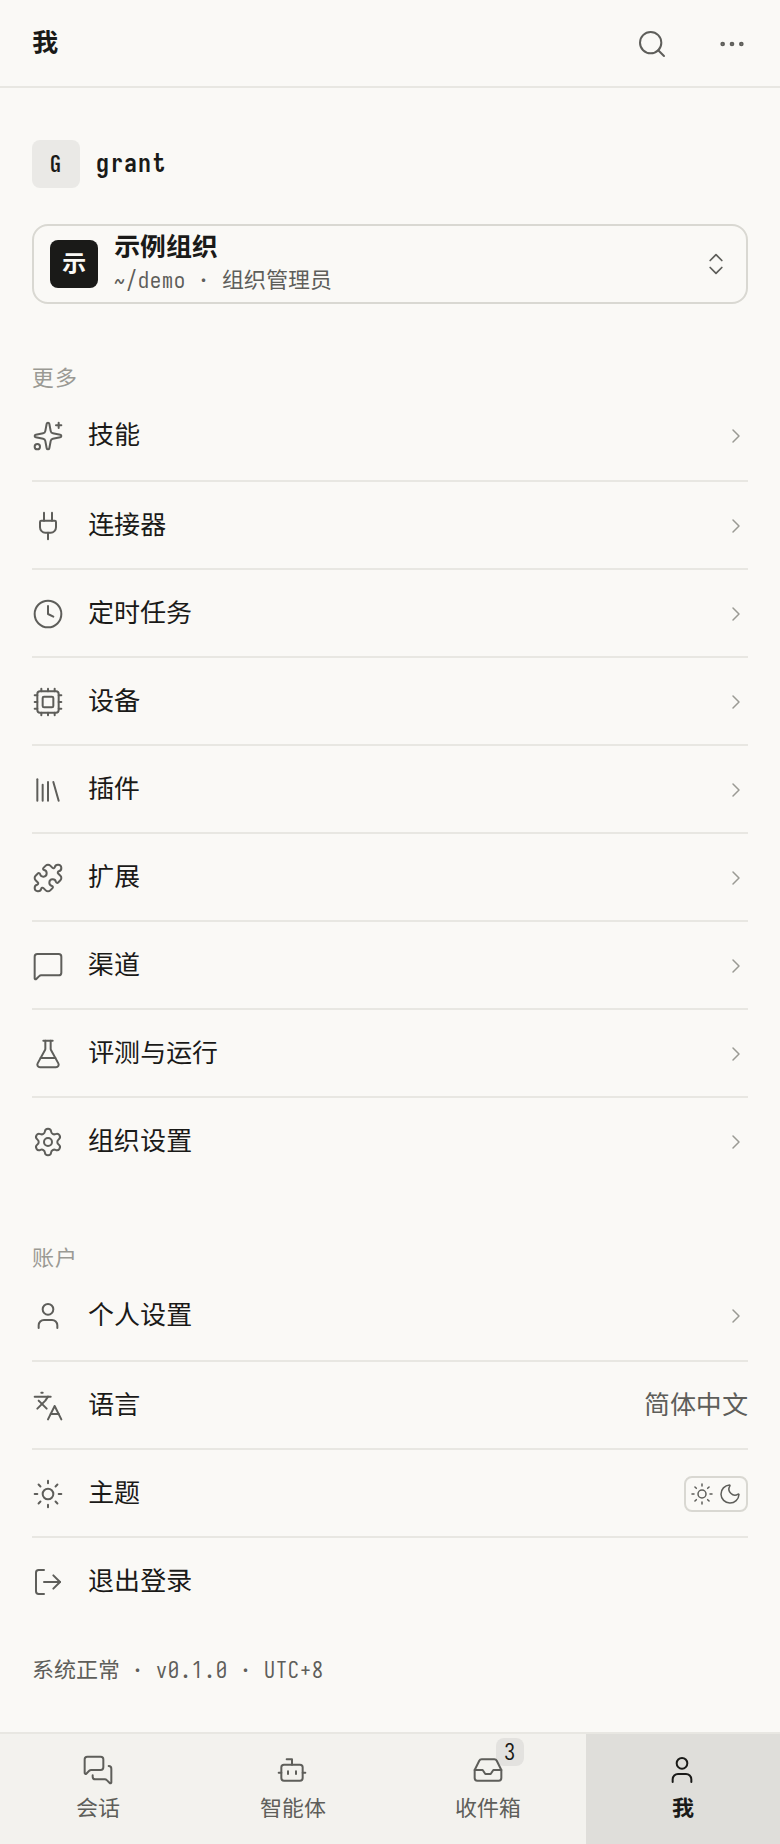 我
G grant
示 示例组织
~/demo · 组织管理员
更多
技能
连接器
定时任务
设备
插件
扩展
渠道
评测与运行
组织设置
账户
个人设置
语言 简体中文
主题
退出登录
系统正常 · v0.1.0 · UTC+8
3
会话 智能体 收件箱 我